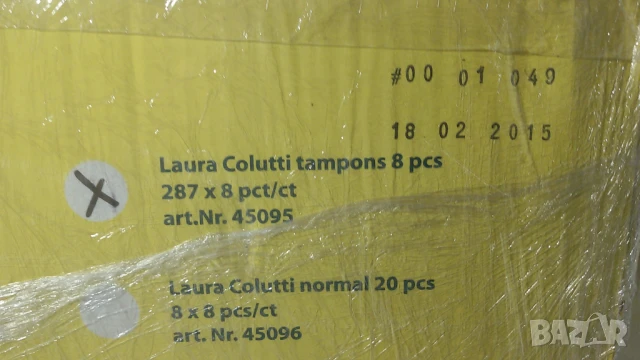 #00 01 049
18 02 2015
Laura Colutti tampons 8 pcs
287 x 8 pct/ct
art.Nr. 45095
Laura Colutti normal 20 pcs
8 x 8 pcs/ct
art. Nr. 45096
BAZAR